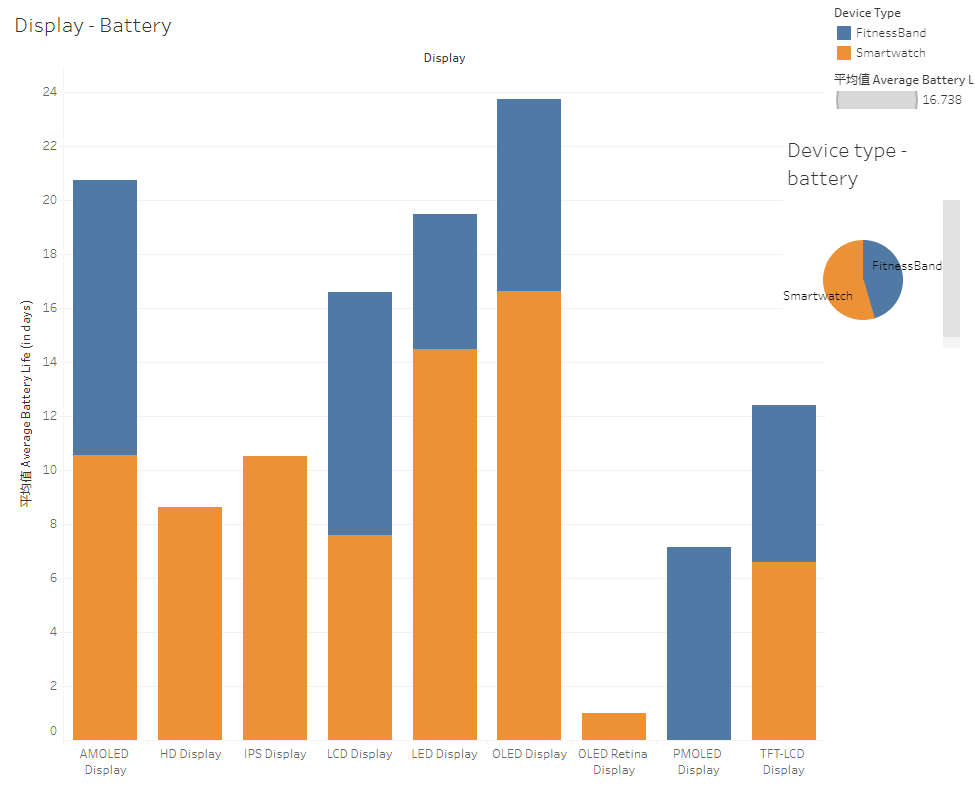 Display - Battery
Display
24
22
20
18
16
14
12
10
8
6
4
2
0
平均值 Average Battery Life (in days)
AMOLED
Display
HD Display
IPS Display
LCD Display
LED Display
OLED Display
OLED Retina
Display
PMOLED
Display
TFT-LCD
Display
Device Type
FitnessBand
Smartwatch
平均值 Average Battery L
16.738
Device type -
battery
FitnessBand
Smartwatch